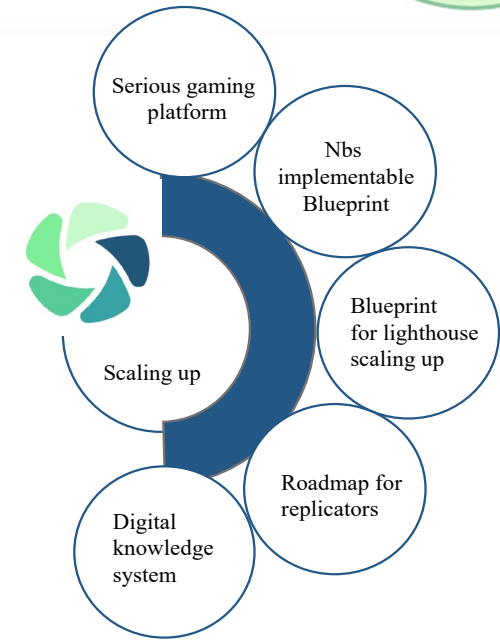 Serious gaming
platform
Nbs
implementable
Blueprint
Blueprint
for lighthouse
scaling up
Scaling up
Roadmap for
replicators
Digital
knowledge
system